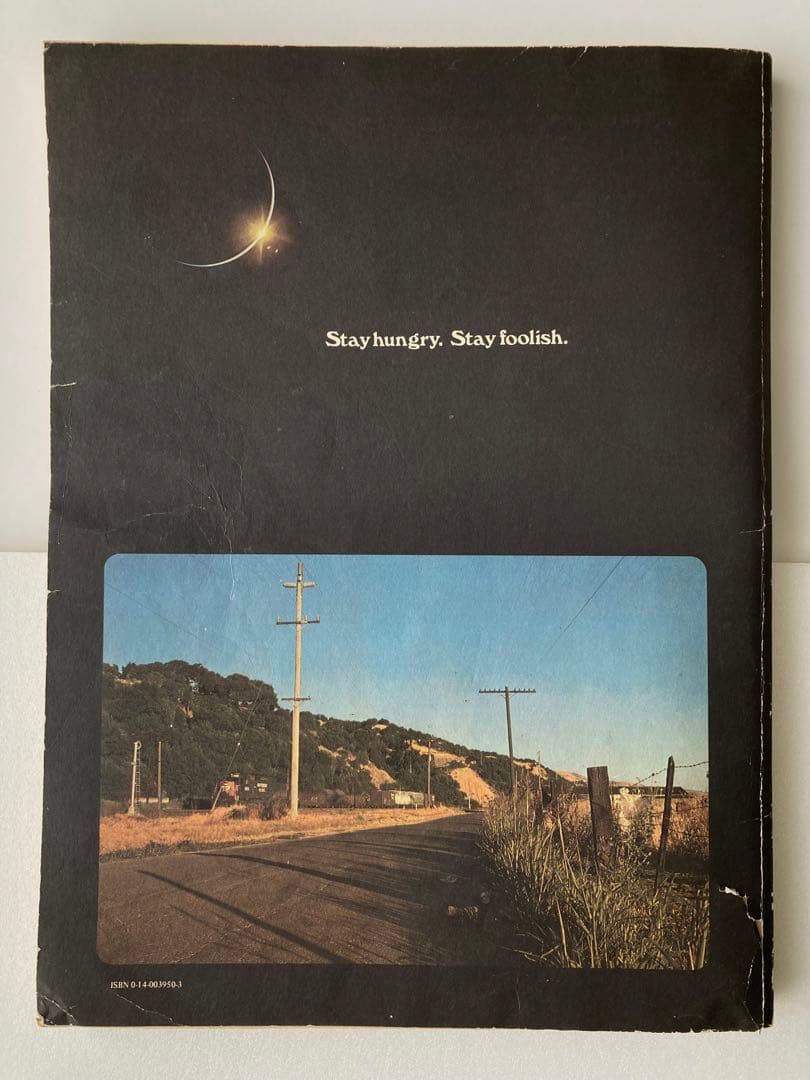 Stay hungry. Stay foolish.
ISBN 0-14-003950-3